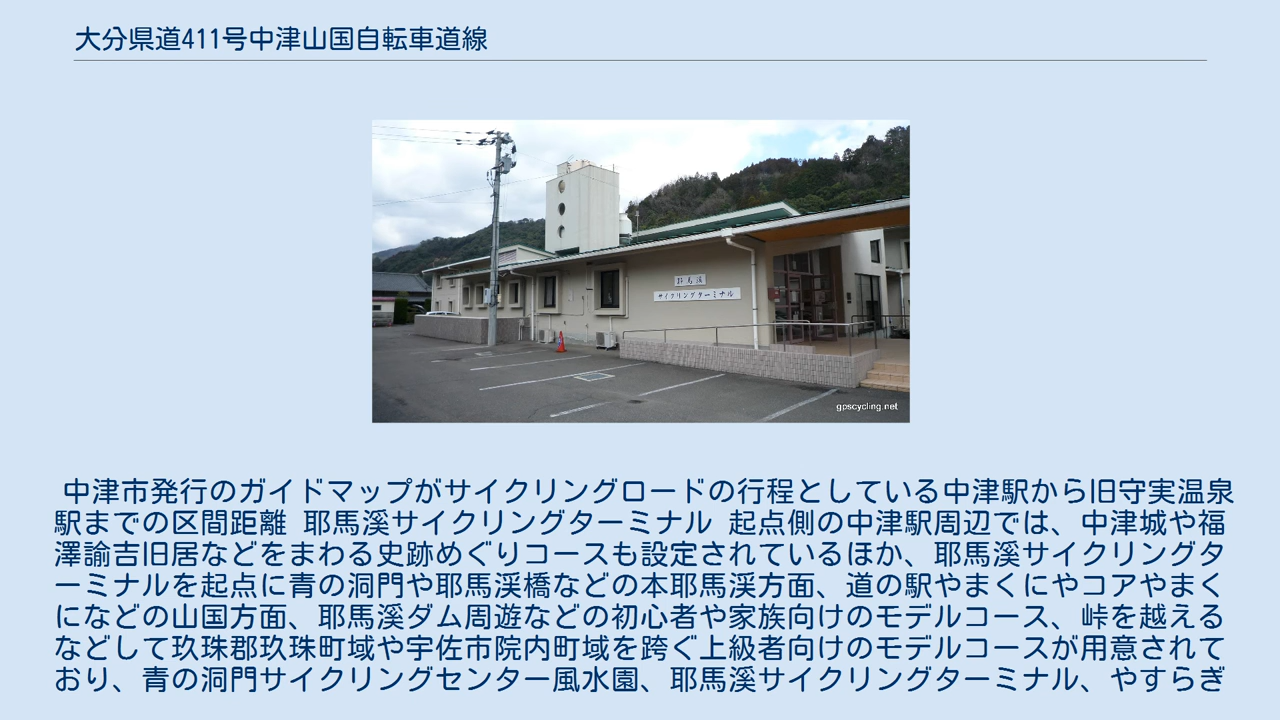 大分県道411号中津山国自転車道線
耶馬溪
サイクリングターミナル
gpscycling.net
中津市発行のガイドマップがサイクリングロードの行程としている中津駅から旧守実温泉
駅までの区間距離 耶馬溪サイクリングターミナル 起点側の中津駅周辺では、中津城や福
澤諭吉旧居などをまわる史跡めぐりコースも設定されているほか、耶馬溪サイクリングタ
ーミナルを起点に青の洞門や耶馬渓橋などの本耶馬渓方面、道の駅やまくにやコアやまく
になどの山国方面、耶馬溪ダム周遊などの初心者や家族向けのモデルコース、峠を越える
などして玖珠郡玖珠町域や宇佐市院内町域を跨ぐ上級者向けのモデルコースが用意されて
おり、青の洞門サイクリングセンター風水園、耶馬溪サイクリングターミナル、やすらぎ